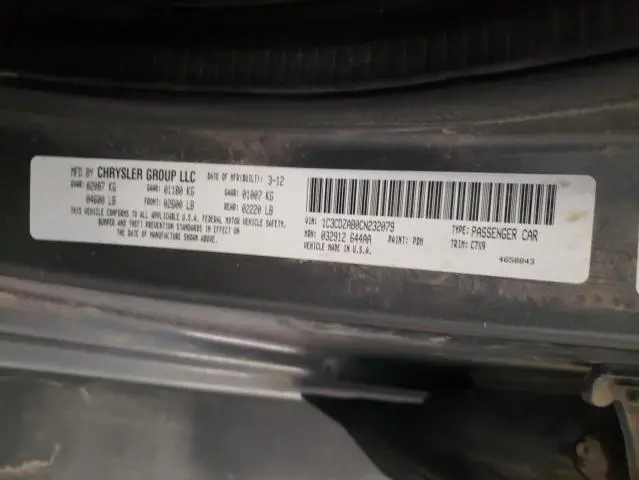 MFD BY CHRYSLER GROUP LLC DATE OF MFR(BUILT): 3-12
GVWR: 02087 KG GAWR: 01180 KG GAWR: 01007 KG
04600 LB FRONT: 02600 LB REAR: 02220 LB
THIS VEHICLE CONFORMS TO ALL APPLICABLE U.S.A. FEDERAL MOTOR VEHICLE SAFETY,
BUMPER AND THEFT PREVENTION STANDARDS IN EFFECT ON
THE DATE OF MANUFACTURE SHOWN ABOVE.
VIN: 1C3CDZAB0CN232079 TYPE: PASSENGER CAR
MDH: 032912 644AA PAINT: PDM TRIM: C7X9
VEHICLE MADE IN U.S.A.
4658843